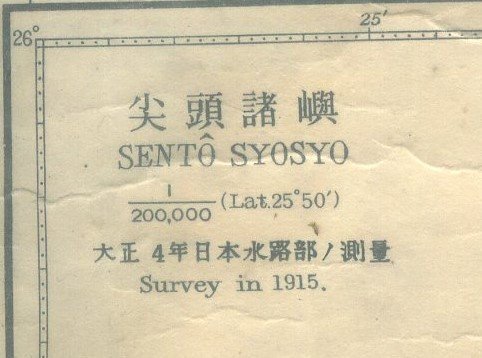 25′
26°
尖頭諸嶼
SENTÔ SYOSYO
1/200,000 (Lat.25°50′)
大正4年日本水路部ノ測量
Survey in 1915.